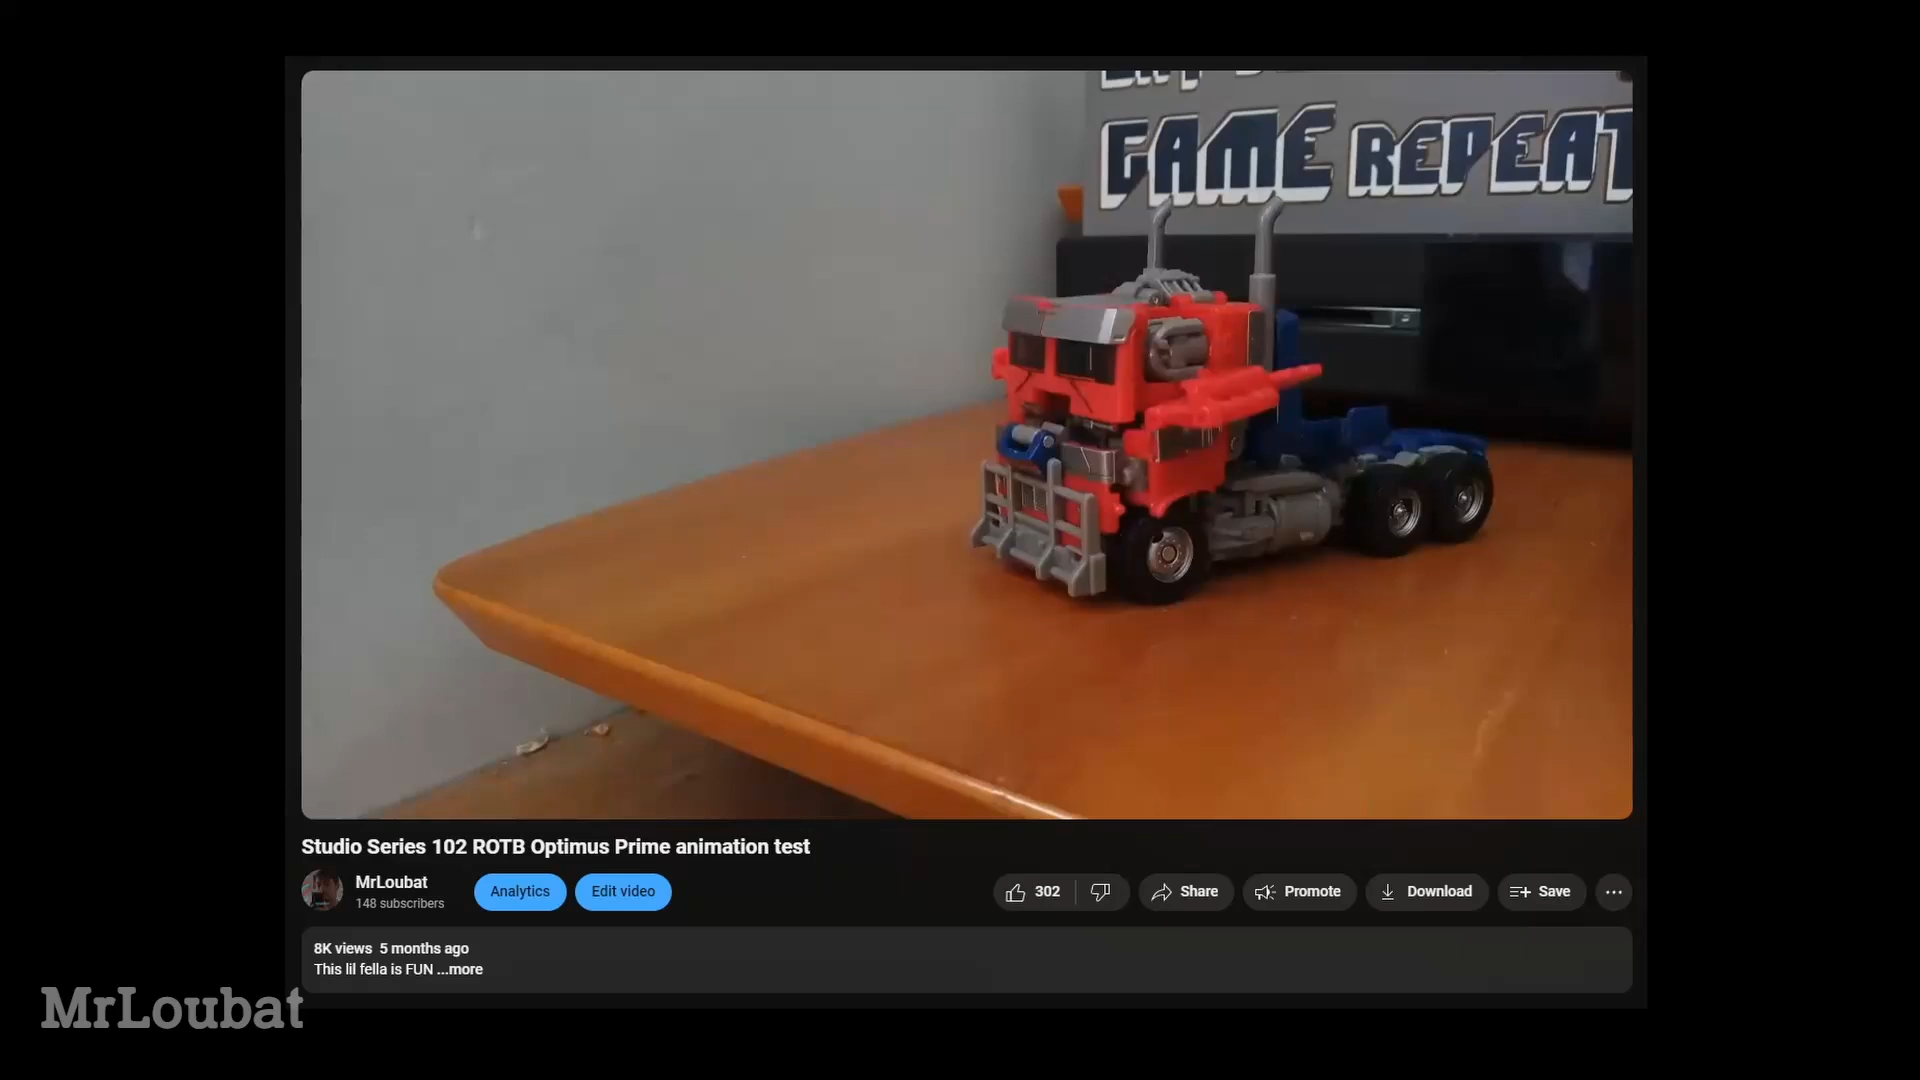 GAME REPEAT
Studio Series 102 ROTB Optimus Prime animation test
MrLoubat
148 subscribers
Analytics
Edit video
302
Share
Promote
Download
Save
8K views 5 months ago
This lil fella is FUN ...more
MrLoubat